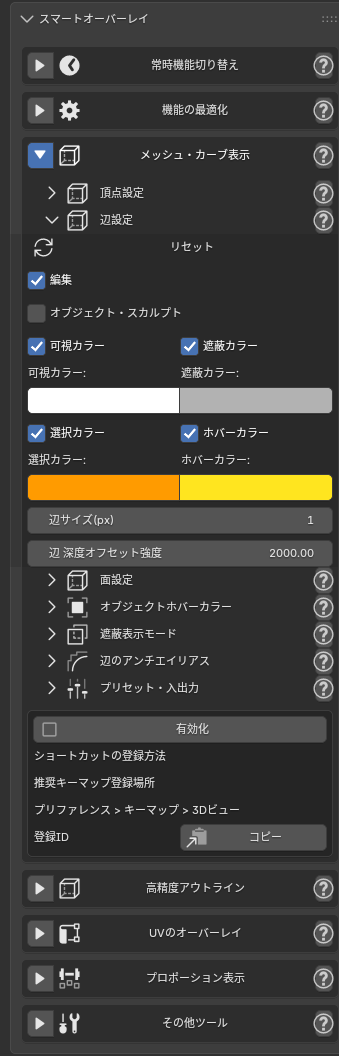 スマートオーバーレイ
常時機能切り替え
機能の最適化
メッシュ・カーブ表示
頂点設定
辺設定
リセット
編集
オブジェクト・スカルプト
可視カラー 遮蔽カラー
可視カラー: 遮蔽カラー:
選択カラー ホバーカラー
選択カラー: ホバーカラー:
辺サイズ(px) 1
辺 深度オフセット強度 2000.00
面設定
オブジェクトホバーカラー
遮蔽表示モード
辺のアンチエイリアス
プリセット・入出力
有効化
ショートカットの登録方法
推奨キーマップ登録場所
プリファレンス > キーマップ > 3Dビュー
登録ID コピー
高精度アウトライン
UVのオーバーレイ
プロポーション表示
その他ツール